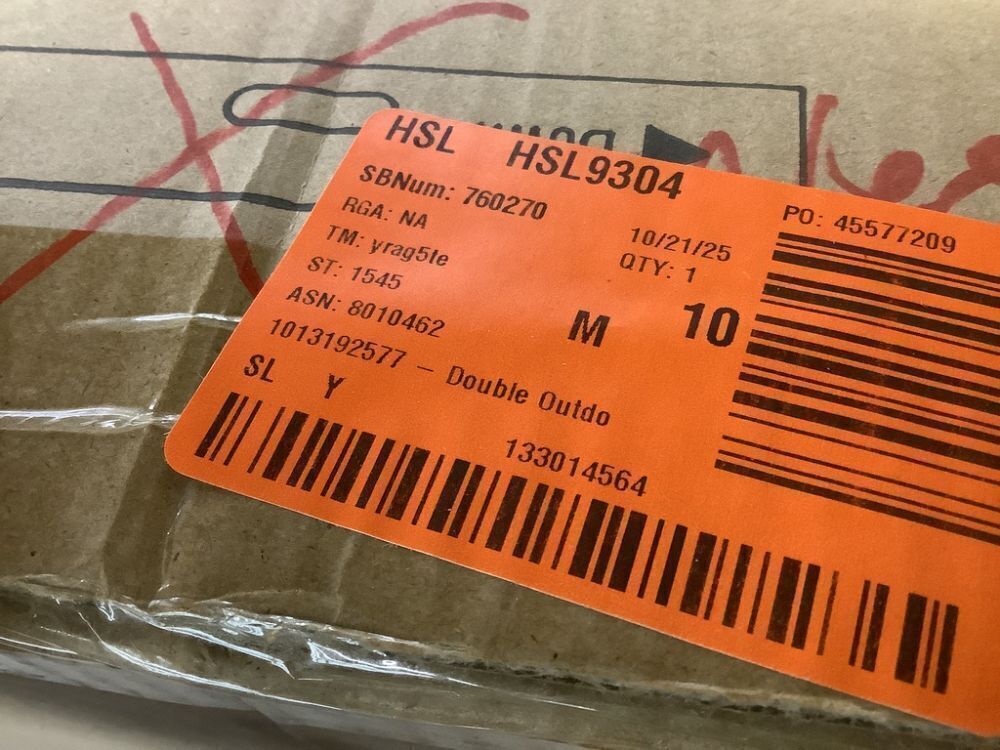 HSL HSL9304
SBNum: 760270
RGA: NA
TM: yrag5te
ST: 1545
ASN: 8010462
1013192577 – Double Outdo
SL Y
10/21/25
QTY: 1
M 10
PO: 45577209
133014564